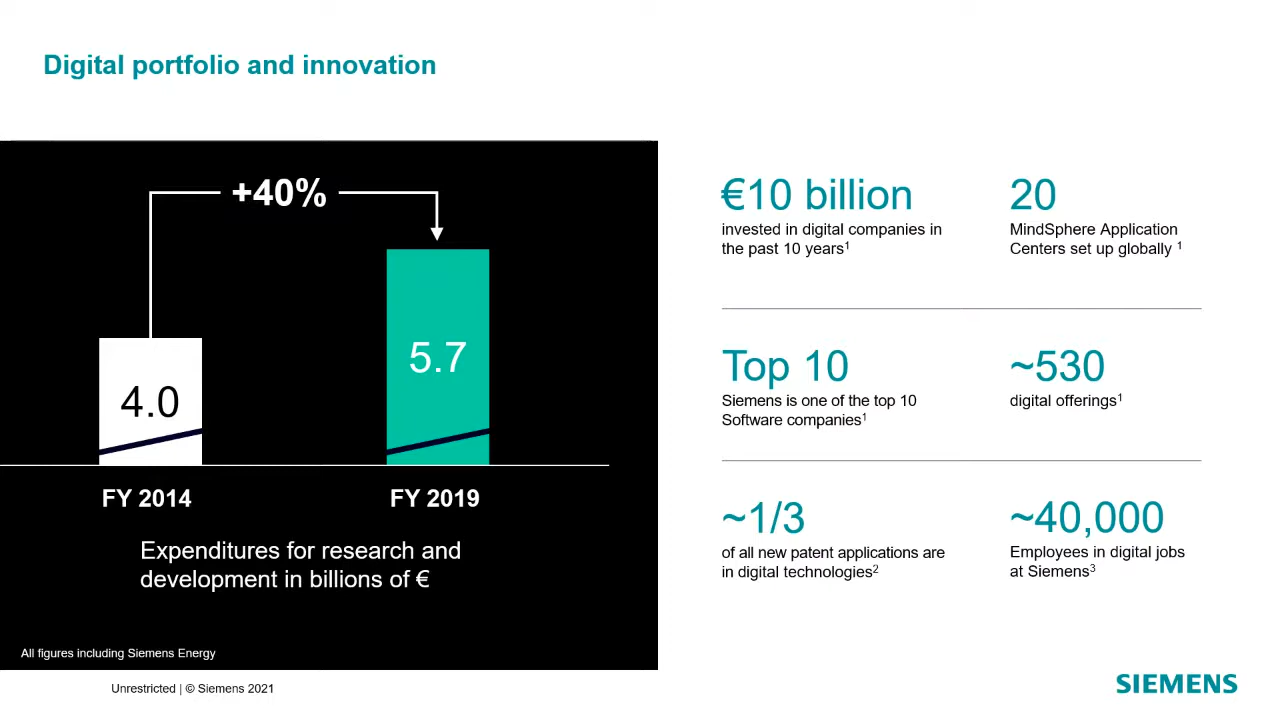 Digital portfolio and innovation
+40%
4.0
5.7
FY 2014
FY 2019
Expenditures for research and
development in billions of €
All figures including Siemens Energy
€10 billion
invested in digital companies in
the past 10 years¹
20
MindSphere Application
Centers set up globally ¹
Top 10
Siemens is one of the top 10
Software companies¹
~530
digital offerings¹
~1/3
of all new patent applications are
in digital technologies²
~40,000
Employees in digital jobs
at Siemens³
Unrestricted | © Siemens 2021
SIEMENS